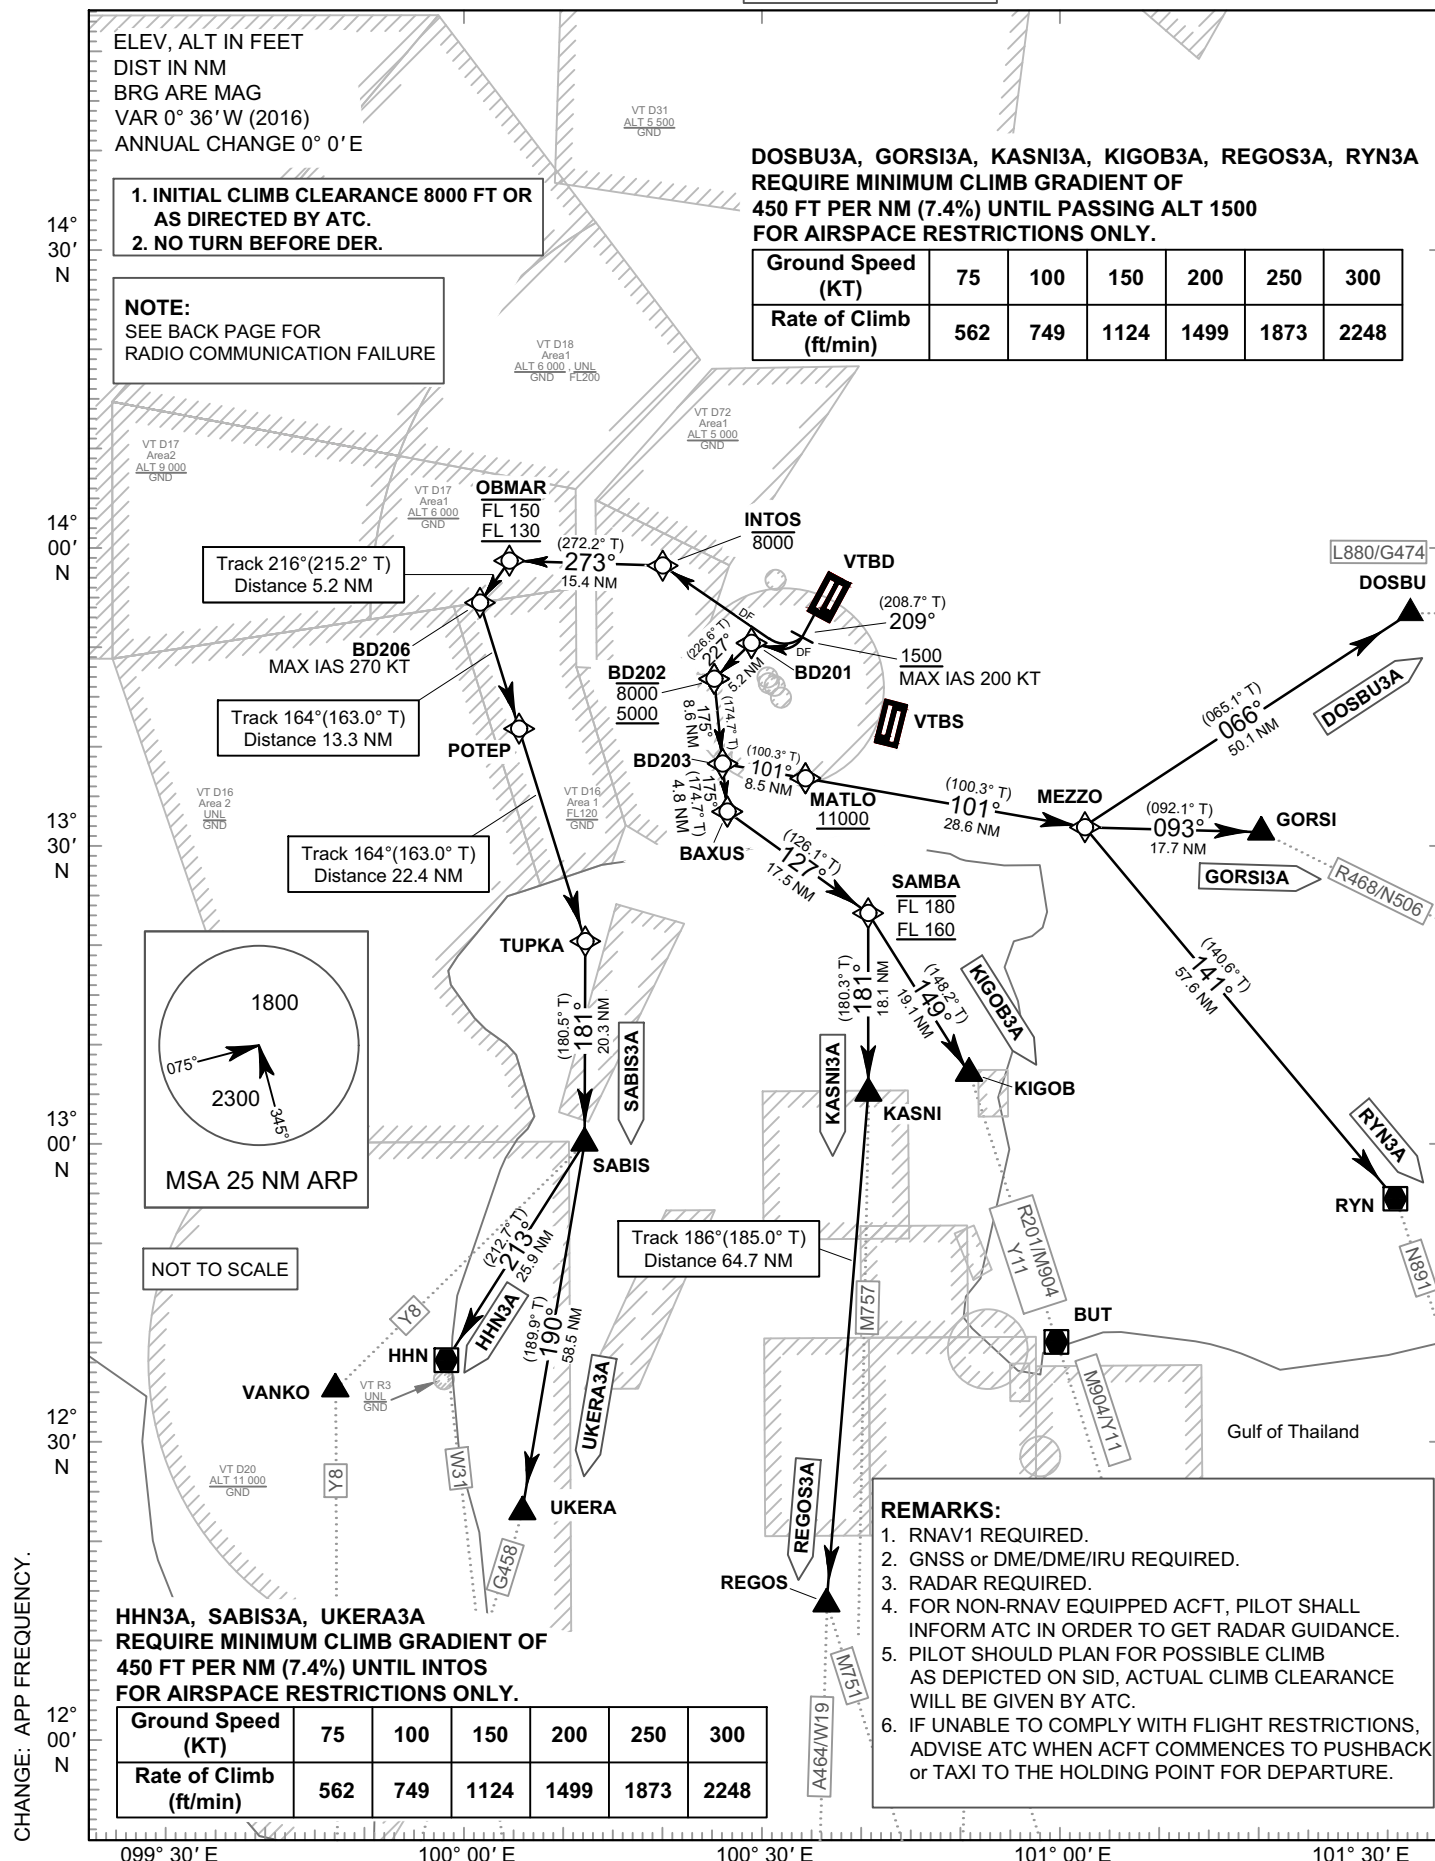 ELEV, ALT IN FEET
DIST IN NM
BRG ARE MAG
VAR 0° 36′ W (2016)
ANNUAL CHANGE 0° 0′ E
1. INITIAL CLIMB CLEARANCE 8000 FT OR
AS DIRECTED BY ATC.
2. NO TURN BEFORE DER.
NOTE:
SEE BACK PAGE FOR
RADIO COMMUNICATION FAILURE
VT D31
ALT 5 500
GND
DOSBU3A, GORSI3A, KASNI3A, KIGOB3A, REGOS3A, RYN3A
REQUIRE MINIMUM CLIMB GRADIENT OF
450 FT PER NM (7.4%) UNTIL PASSING ALT 1500
FOR AIRSPACE RESTRICTIONS ONLY.
Ground Speed (KT) 75 100 150 200 250 300
Rate of Climb (ft/min) 562 749 1124 1499 1873 2248
14°
30′
N
VT D18
Area1
ALT 6 000 , UNL
GND FL200
VT D72
Area1
ALT 5 000
GND
VT D17
Area2
ALT 9 000
GND
VT D17
Area1
ALT 6 000
GND
OBMAR
FL 150
FL 130
INTOS
8000
14°
00′
N
(272.2° T)
273°
15.4 NM
VTBD
L880/G474
DOSBU
Track 216°(215.2° T)
Distance 5.2 NM
(208.7° T)
209°
DF
DF
1500
MAX IAS 200 KT
BD206
MAX IAS 270 KT
(226.6° T)
227°
5.2 NM
BD201
BD202
8000
5000
(174.7° T)
175°
8.6 NM
VTBS
(065.1° T)
066°
50.1 NM
DOSBU3A
Track 164°(163.0° T)
Distance 13.3 NM
POTEP
BD203
(100.3° T)
101°
8.5 NM
MATLO
11000
(100.3° T)
101°
28.6 NM
MEZZO
(092.1° T)
093°
17.7 NM
GORSI
GORSI3A
R468/N506
VT D16
Area 2
UNL
GND
VT D16
Area 1
FL120
GND
175°
(174.7° T)
4.8 NM
BAXUS
13°
30′
N
Track 164°(163.0° T)
Distance 22.4 NM
(126.1° T)
127°
17.5 NM
SAMBA
FL 180
FL 160
TUPKA
1800
075°
2300
345°
MSA 25 NM ARP
(180.5° T)
181°
20.3 NM
SABIS3A
(180.3° T)
181°
18.1 NM
(148.2° T)
149°
19.1 NM
KIGOB3A
(140.6° T)
141°
57.6 NM
KASNI3A
KASNI
KIGOB
13°
00′
N
SABIS
RYN3A
RYN
N891
NOT TO SCALE
(212.7° T)
213°
25.9 NM
HHN3A
Track 186°(185.0° T)
Distance 64.7 NM
R201/M904
Y11
M757
Y8
(189.9° T)
190°
58.5 NM
BUT
HHN
VANKO
VT R3
UNL
GND
UKERA3A
M904/Y11
Gulf of Thailand
12°
30′
N
VT D20
ALT 11 000
GND
Y8
W31
UKERA
G458
REGOS3A
REGOS
M751
A464/W19
REMARKS:
1. RNAV1 REQUIRED.
2. GNSS or DME/DME/IRU REQUIRED.
3. RADAR REQUIRED.
4. FOR NON-RNAV EQUIPPED ACFT, PILOT SHALL
INFORM ATC IN ORDER TO GET RADAR GUIDANCE.
5. PILOT SHOULD PLAN FOR POSSIBLE CLIMB
AS DEPICTED ON SID, ACTUAL CLIMB CLEARANCE
WILL BE GIVEN BY ATC.
6. IF UNABLE TO COMPLY WITH FLIGHT RESTRICTIONS,
ADVISE ATC WHEN ACFT COMMENCES TO PUSHBACK
or TAXI TO THE HOLDING POINT FOR DEPARTURE.
HHN3A, SABIS3A, UKERA3A
REQUIRE MINIMUM CLIMB GRADIENT OF
450 FT PER NM (7.4%) UNTIL INTOS
FOR AIRSPACE RESTRICTIONS ONLY.
Ground Speed (KT) 75 100 150 200 250 300
Rate of Climb (ft/min) 562 749 1124 1499 1873 2248
12°
00′
N
CHANGE: APP FREQUENCY.
099° 30′ E 100° 00′ E 100° 30′ E 101° 00′ E 101° 30′ E